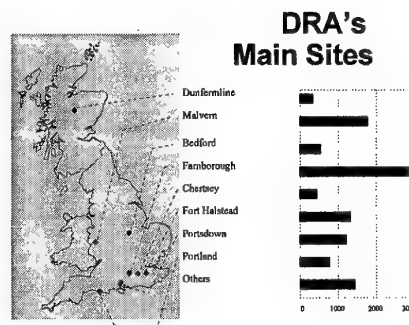 DRA's
Main Sites
Dunfermline
Malvern
Bedford
Farnborough
Chertsey
Fort Halstead
Portsdown
Portland
Others
0 1000 2000